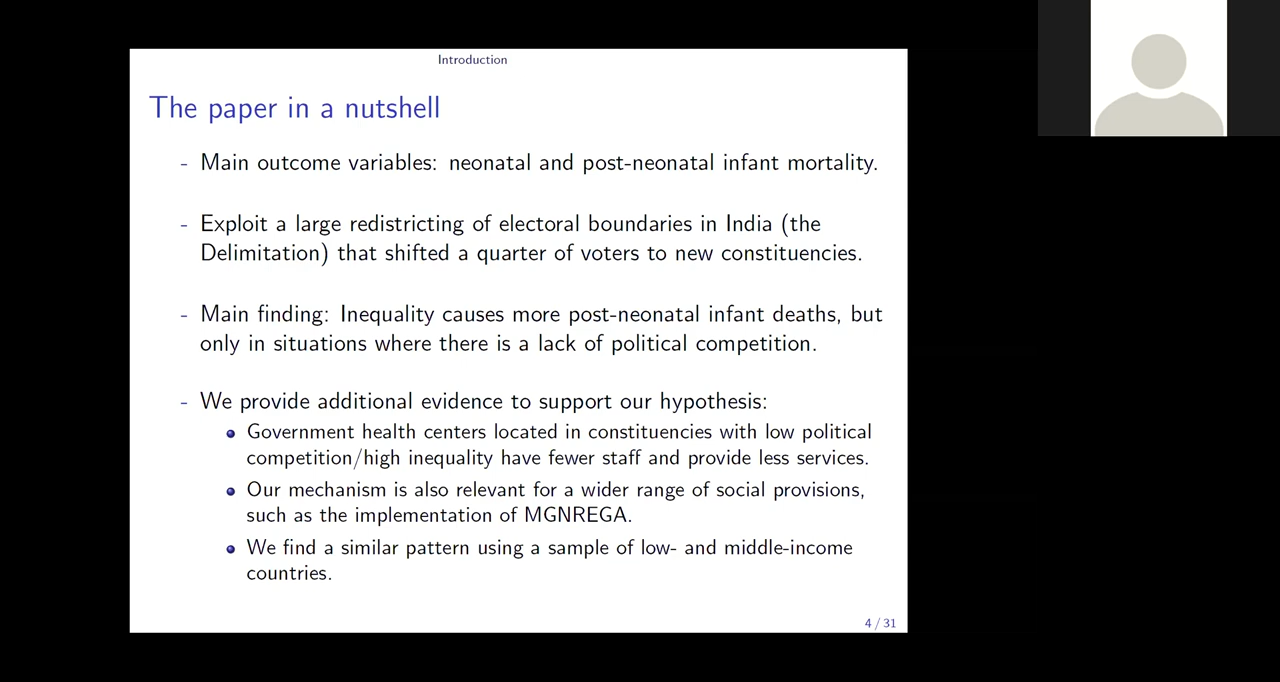 Introduction
The paper in a nutshell
- Main outcome variables: neonatal and post-neonatal infant mortality.
- Exploit a large redistricting of electoral boundaries in India (the
Delimitation) that shifted a quarter of voters to new constituencies.
- Main finding: Inequality causes more post-neonatal infant deaths, but
only in situations where there is a lack of political competition.
- We provide additional evidence to support our hypothesis:
Government health centers located in constituencies with low political
competition/high inequality have fewer staff and provide less services.
Our mechanism is also relevant for a wider range of social provisions,
such as the implementation of MGNREGA.
We find a similar pattern using a sample of low- and middle-income
countries.
4 / 31